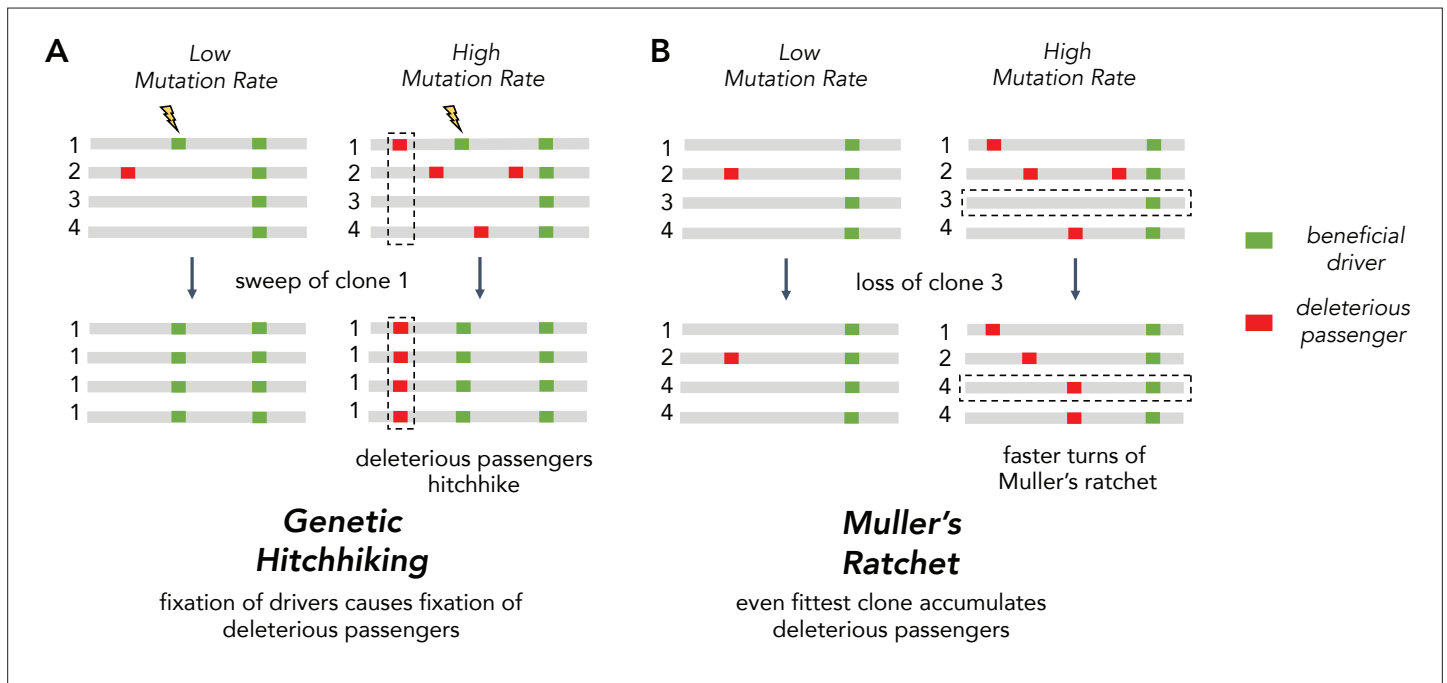 A
Low
Mutation Rate
High
Mutation Rate
1
2
3
4
1
2
3
4
sweep of clone 1
1
1
1
1
1
1
1
1
deleterious passengers
hitchhike
Genetic
Hitchhiking
fixation of drivers causes fixation of
deleterious passengers
B
Low
Mutation Rate
High
Mutation Rate
1
2
3
4
1
2
3
4
loss of clone 3
1
2
4
4
1
2
4
4
faster turns of
Muller's ratchet
Muller's
Ratchet
even fittest clone accumulates
deleterious passengers
beneficial
driver
deleterious
passenger